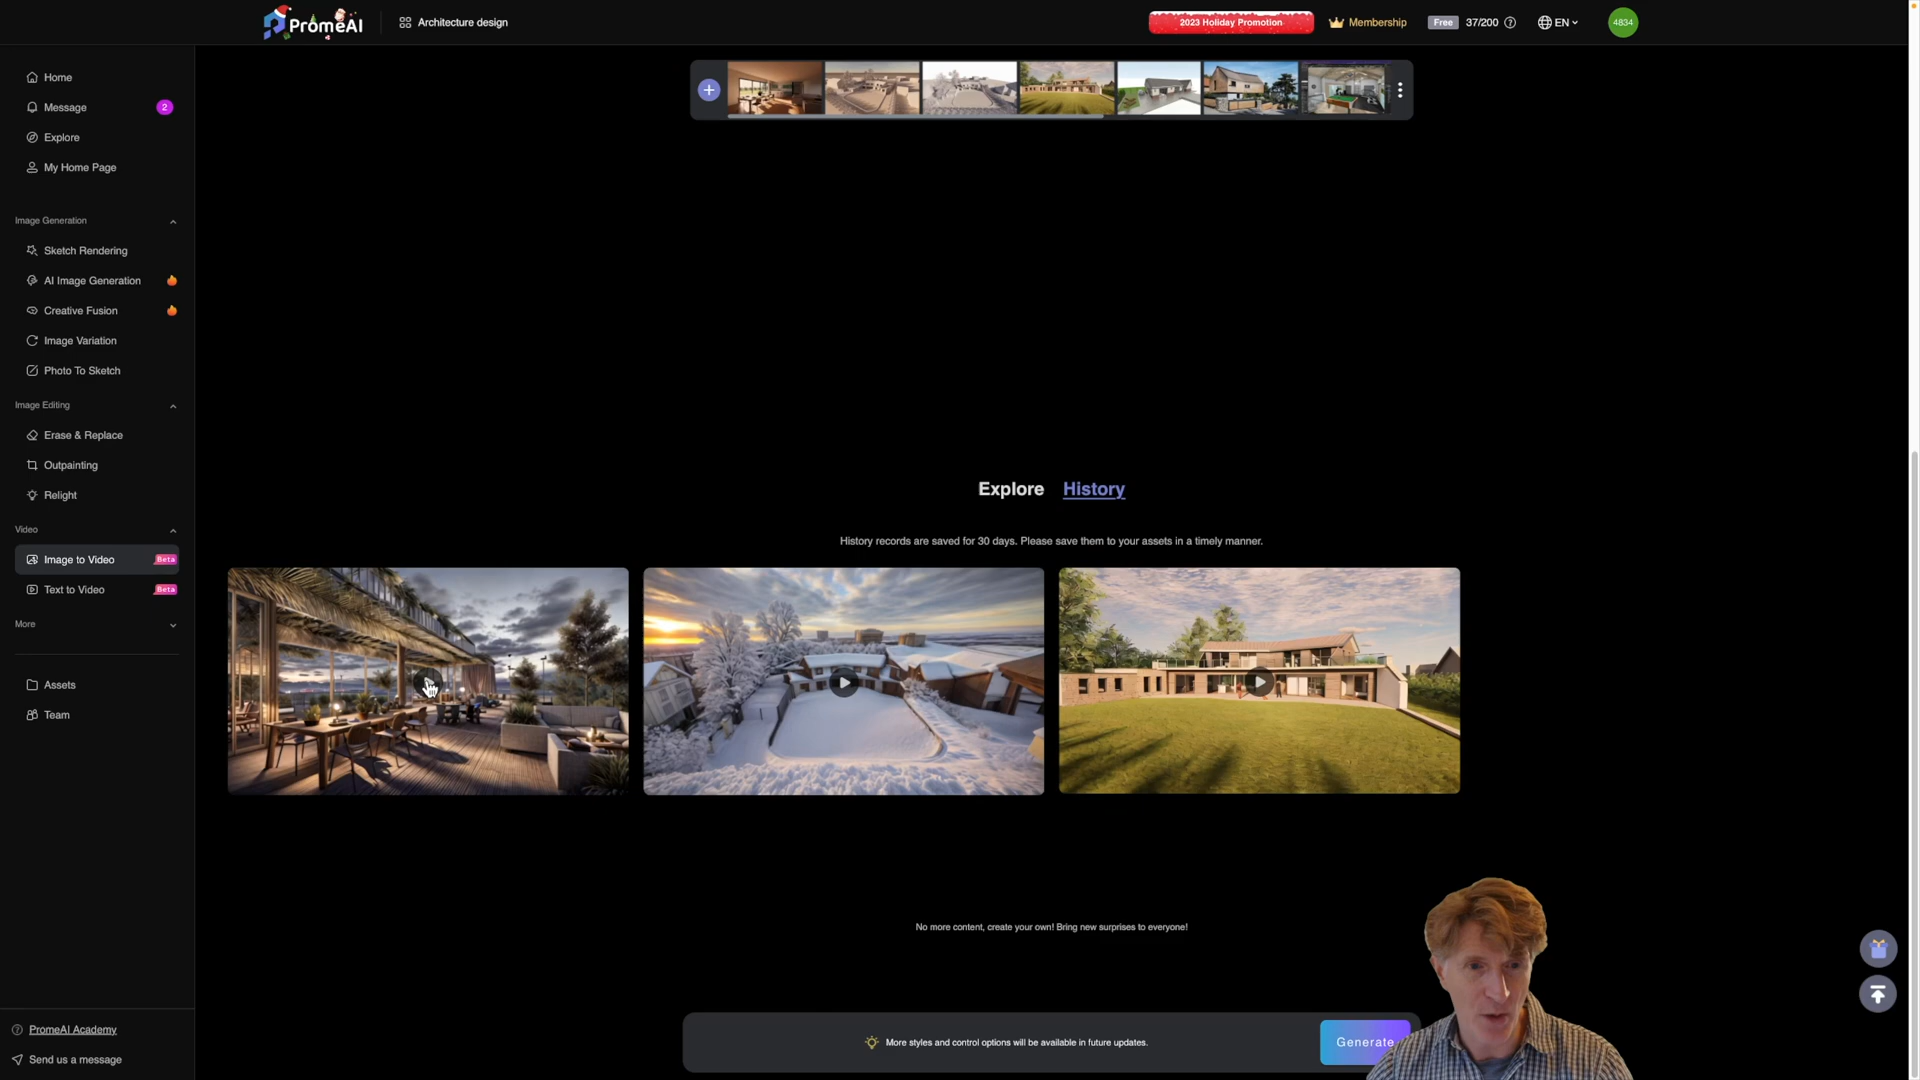 PromeAI
Architecture design
2023 Holiday Promotion
Membership
Free
37/200
EN
4834
Home
Message
2
Explore
My Home Page
Image Generation
Sketch Rendering
AI Image Generation
Creative Fusion
Image Variation
Photo To Sketch
Image Editing
Erase & Replace
Outpainting
Relight
Video
Image to Video
Beta
Text to Video
Beta
More
Assets
Team
PromeAI Academy
Send us a message
Explore
History
History records are saved for 30 days. Please save them to your assets in a timely manner.
No more content, create your own! Bring new surprises to everyone!
More styles and control options will be available in future updates.
Generate